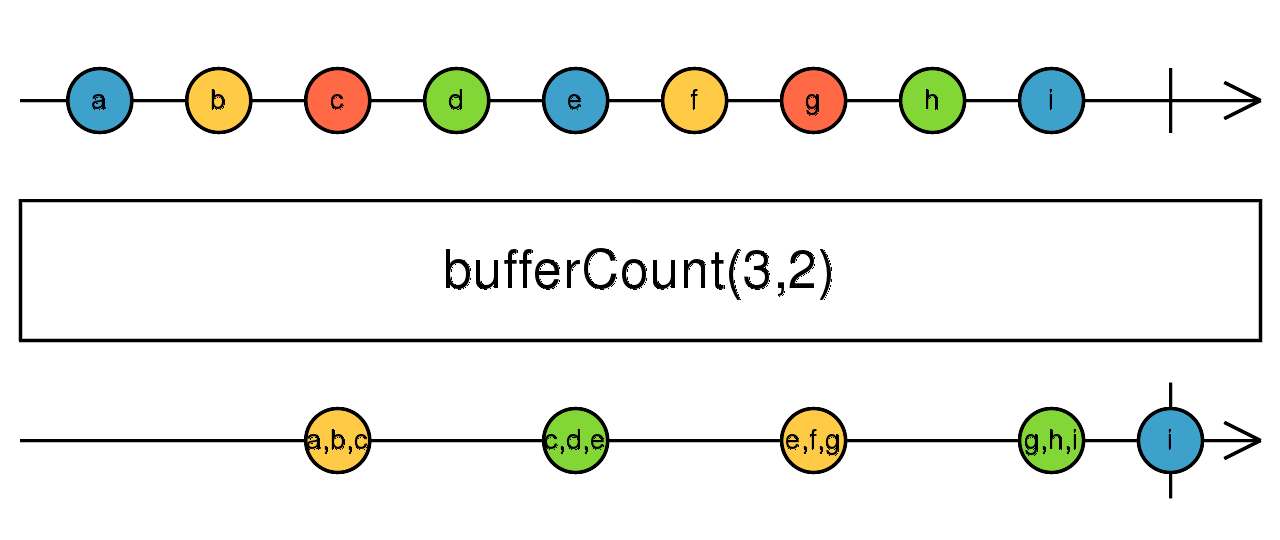 a b c d e f g h i
bufferCount(3,2)
a,b,c c,d,e e,f,g g,h,i i